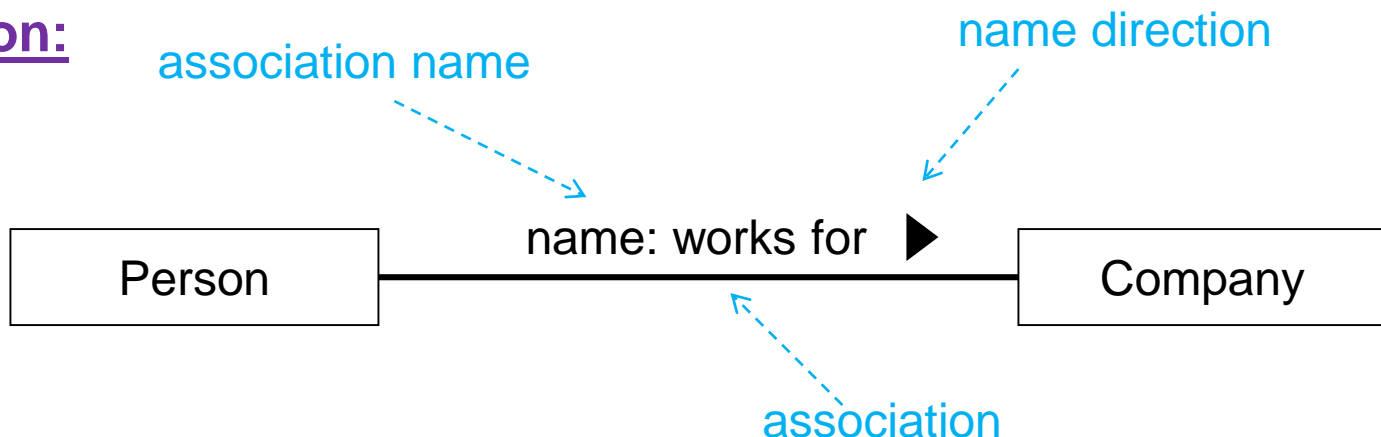 on:
name direction
association name
name: works for
Person
Company
association